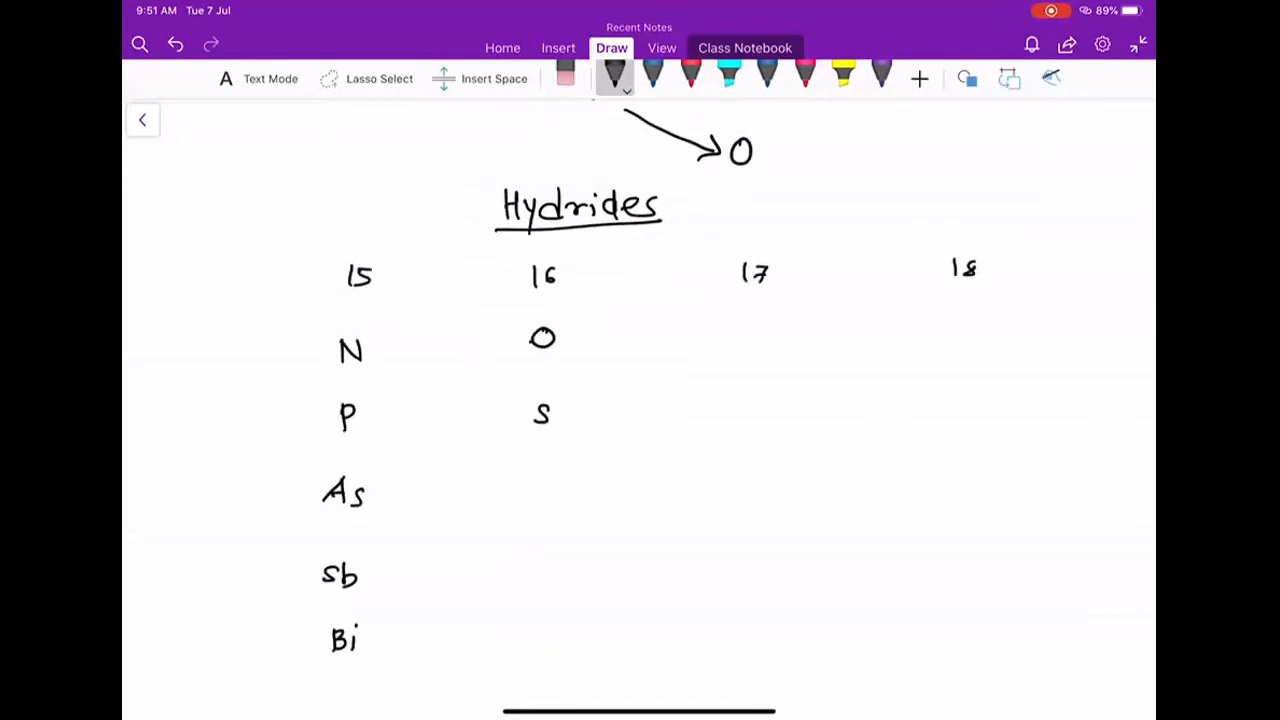 9:51 AM Tue 7 Jul
89%
Recent Notes
Home Insert Draw View Class Notebook
A Text Mode Lasso Select Insert Space
O
Hydrides
15 16 17 18
N O
P S
As
Sb
Bi